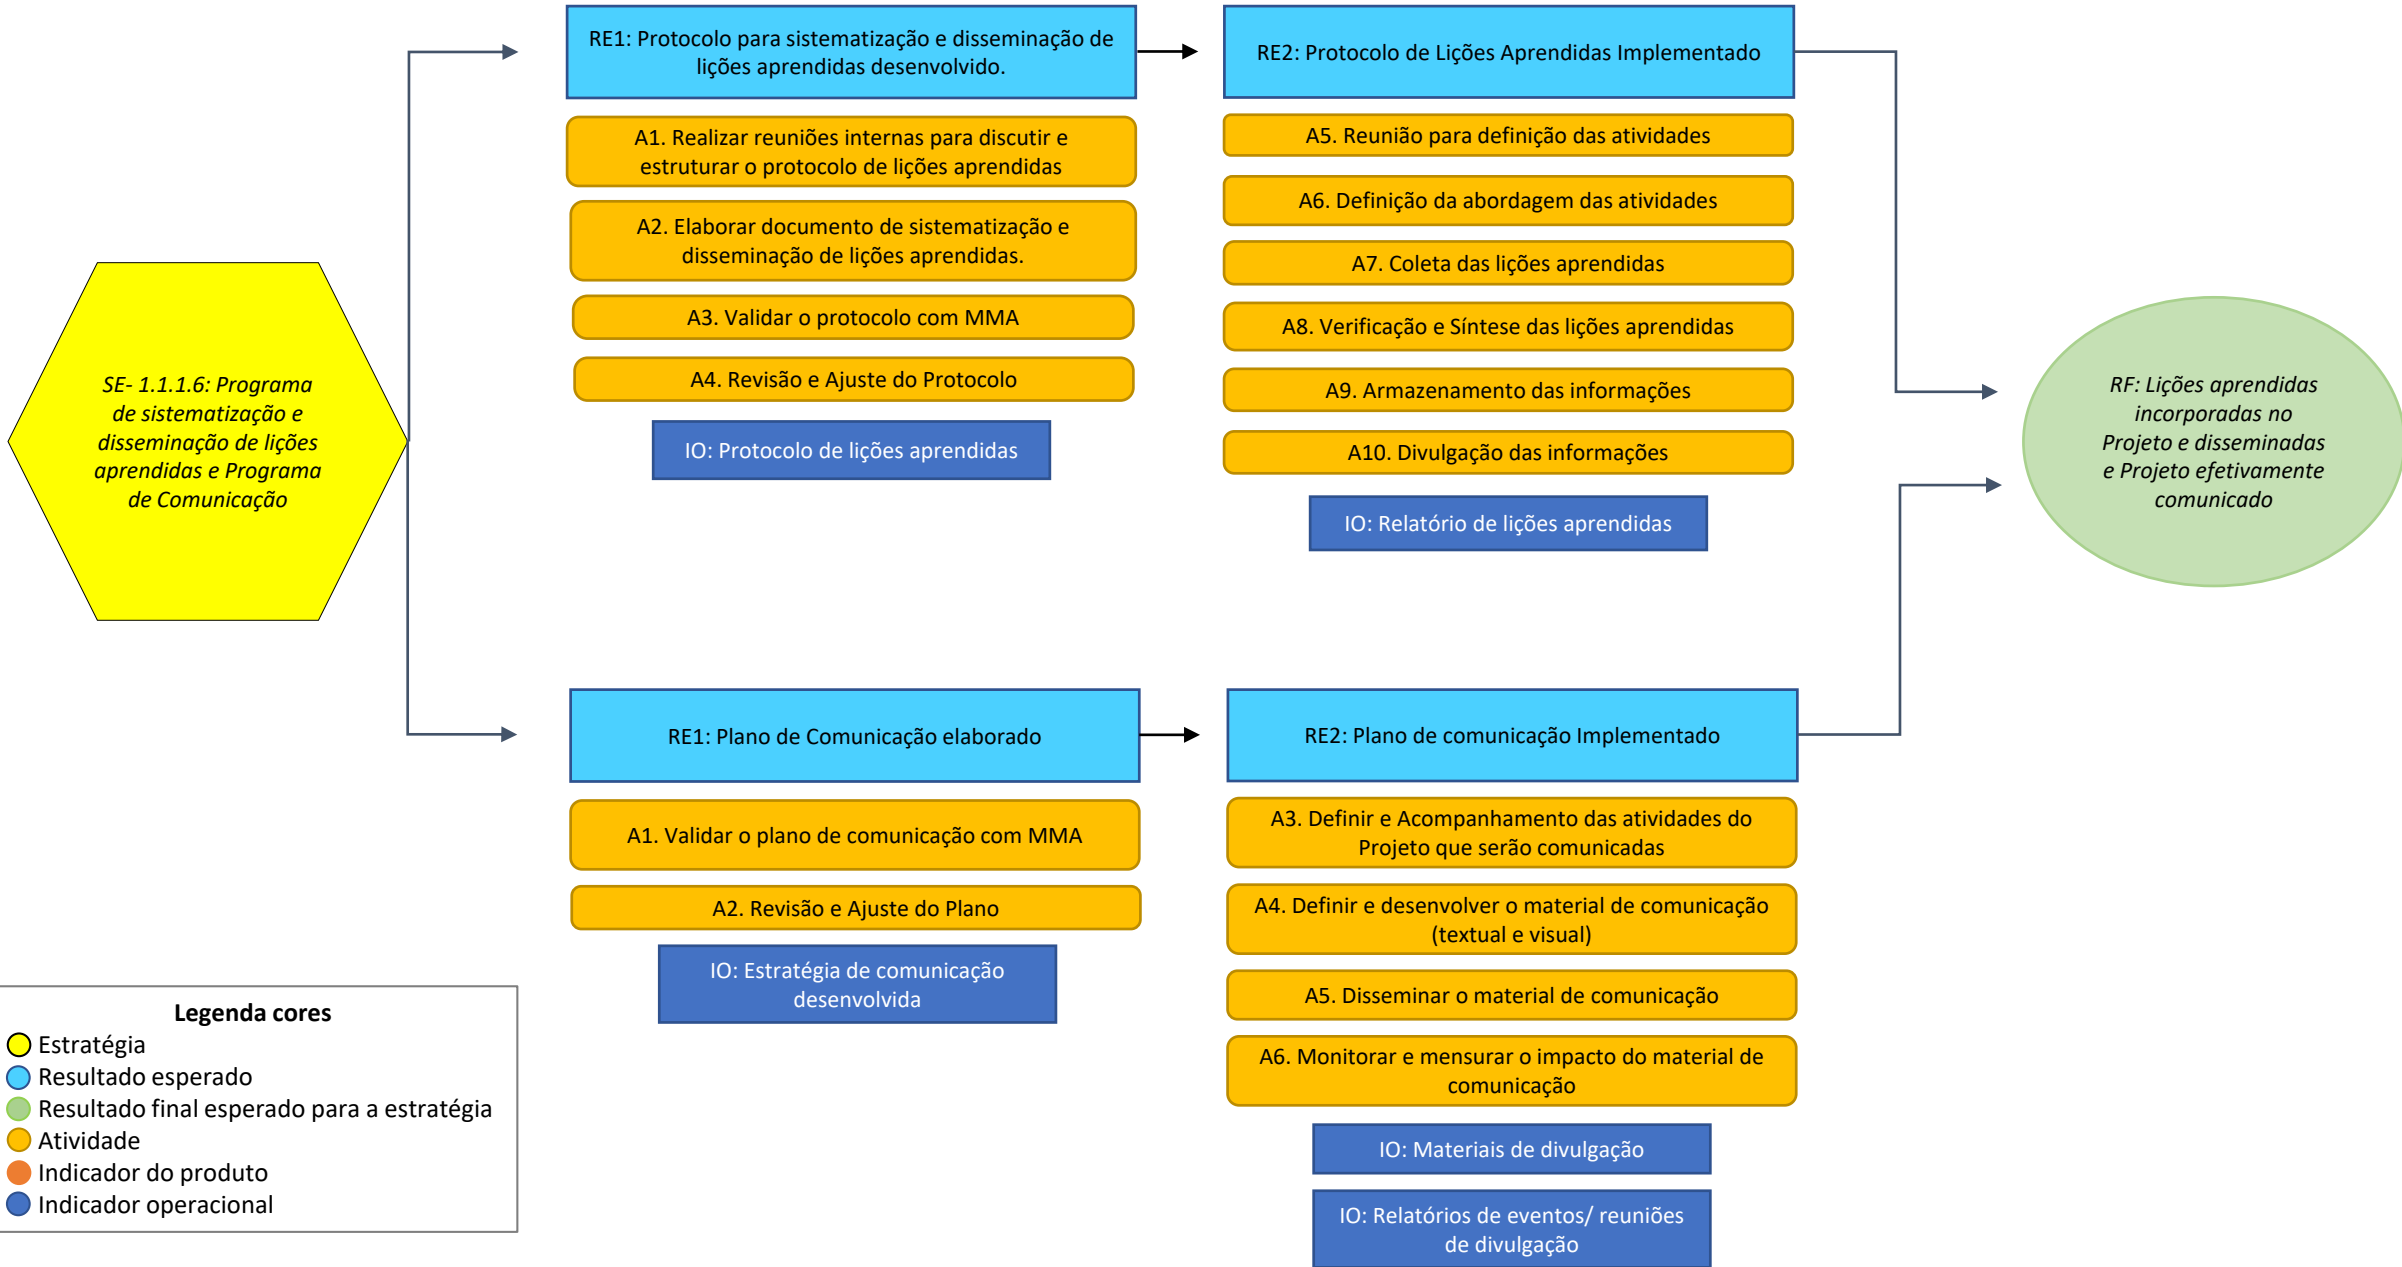 SE- 1.1.1.6: Programa
de sistematização e
disseminação de lições
aprendidas e Programa
de Comunicação
RE1: Protocolo para sistematização e disseminação de
lições aprendidas desenvolvido.
A1. Realizar reuniões internas para discutir e
estruturar o protocolo de lições aprendidas
A2. Elaborar documento de sistematização e
disseminação de lições aprendidas.
A3. Validar o protocolo com MMA
A4. Revisão e Ajuste do Protocolo
IO: Protocolo de lições aprendidas
RE2: Protocolo de Lições Aprendidas Implementado
A5. Reunião para definição das atividades
A6. Definição da abordagem das atividades
A7. Coleta das lições aprendidas
A8. Verificação e Síntese das lições aprendidas
A9. Armazenamento das informações
A10. Divulgação das informações
IO: Relatório de lições aprendidas
RF: Lições aprendidas
incorporadas no
Projeto e disseminadas
e Projeto efetivamente
comunicado
RE1: Plano de Comunicação elaborado
A1. Validar o plano de comunicação com MMA
A2. Revisão e Ajuste do Plano
IO: Estratégia de comunicação
desenvolvida
RE2: Plano de comunicação Implementado
A3. Definir e Acompanhamento das atividades do
Projeto que serão comunicadas
A4. Definir e desenvolver o material de comunicação
(textual e visual)
A5. Disseminar o material de comunicação
A6. Monitorar e mensurar o impacto do material de
comunicação
IO: Materiais de divulgação
IO: Relatórios de eventos/ reuniões
de divulgação
Legenda cores
Estratégia
Resultado esperado
Resultado final esperado para a estratégia
Atividade
Indicador do produto
Indicador operacional